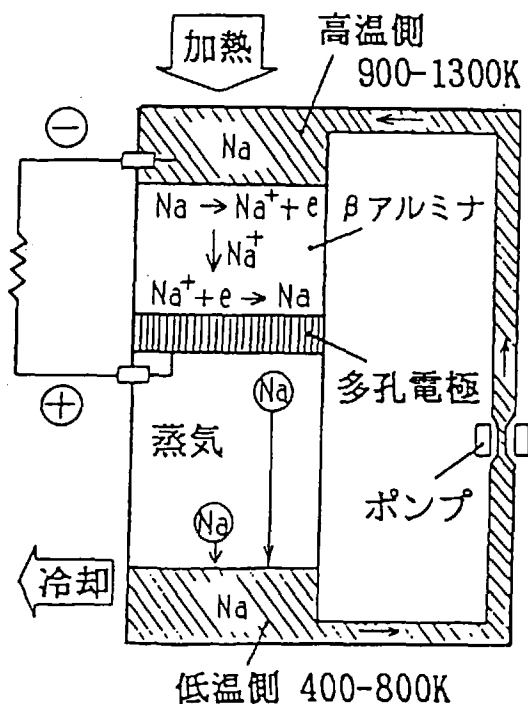 加熱
高温側
900-1300K
⊖
Na
Na → Na⁺+e
↓Na⁺
Na⁺+e → Na
βアルミナ
⊕
多孔電極
Na
蒸気
ポンプ
Na
冷却
Na
低温側 400-800K